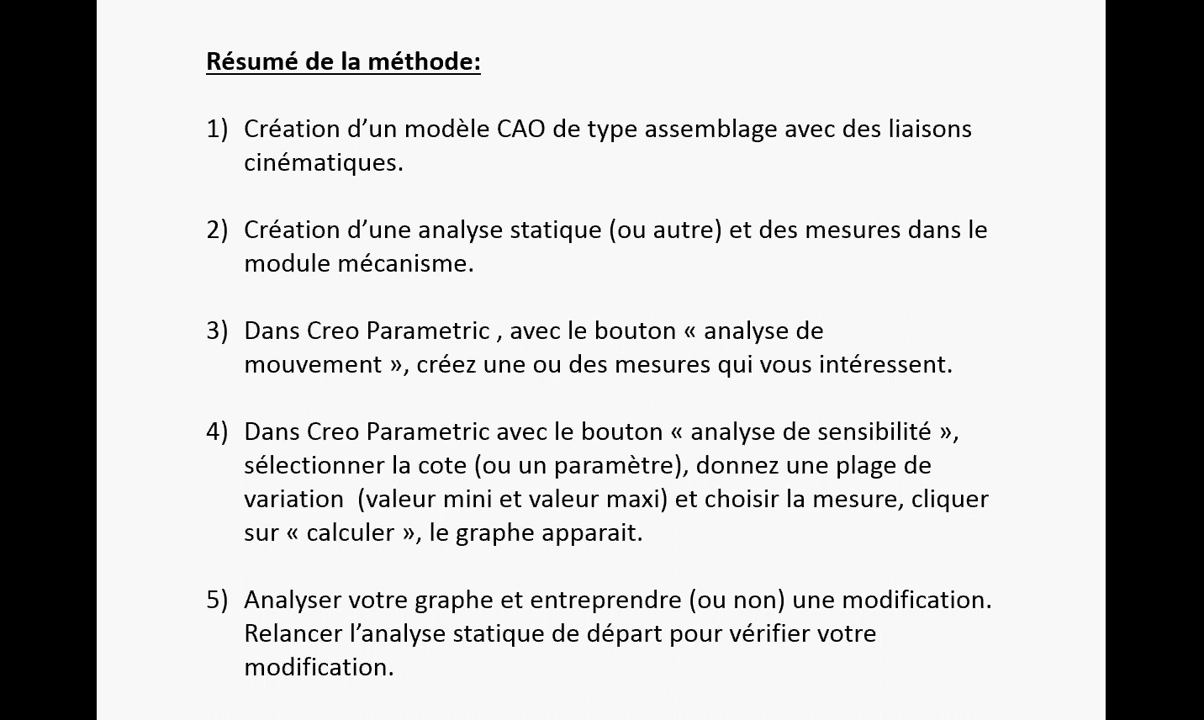 Résumé de la méthode:
1) Création d’un modèle CAO de type assemblage avec des liaisons
cinématiques.
2) Création d’une analyse statique (ou autre) et des mesures dans le
module mécanisme.
3) Dans Creo Parametric , avec le bouton « analyse de
mouvement », créez une ou des mesures qui vous intéressent.
4) Dans Creo Parametric avec le bouton « analyse de sensibilité »,
sélectionner la cote (ou un paramètre), donnez une plage de
variation  (valeur mini et valeur maxi) et choisir la mesure, cliquer
sur « calculer », le graphe apparait.
5) Analyser votre graphe et entreprendre (ou non) une modification.
Relancer l’analyse statique de départ pour vérifier votre
modification.